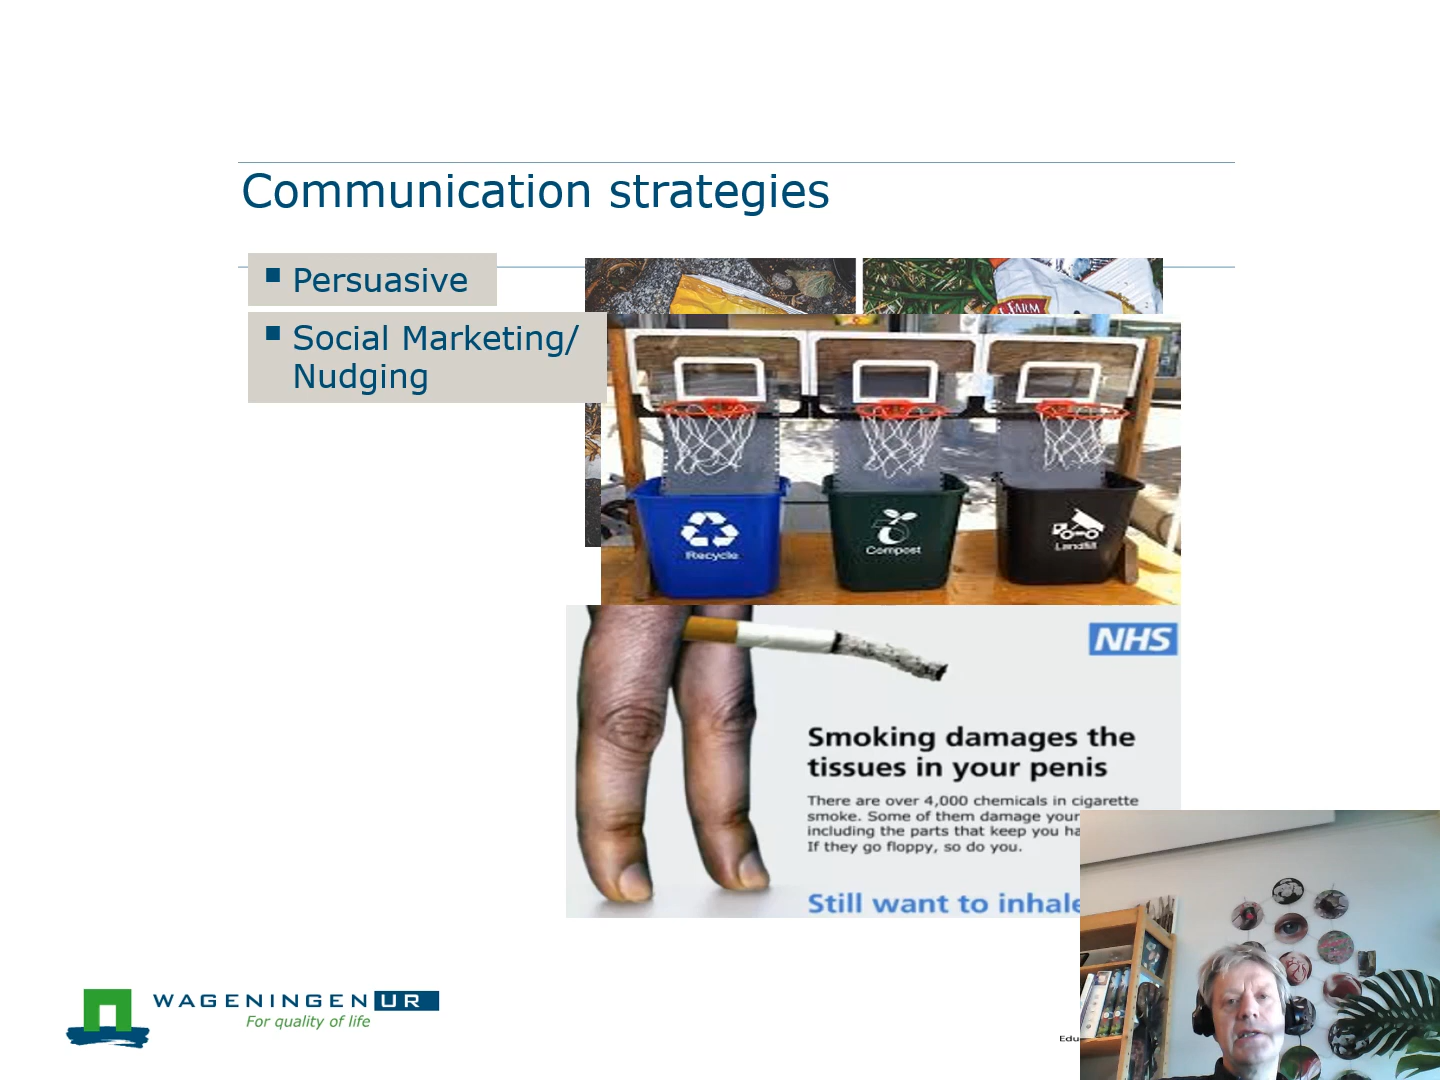 Communication strategies
Persuasive
Social Marketing/
Nudging
FARM
Recycle
Compost
Landfill
NHS
Smoking damages the
tissues in your penis
There are over 4,000 chemicals in cigarette
smoke. Some of them damage your
including the parts that keep you
If they go floppy, so do you.
Still want to
WAGENINGEN UR
For quality of life